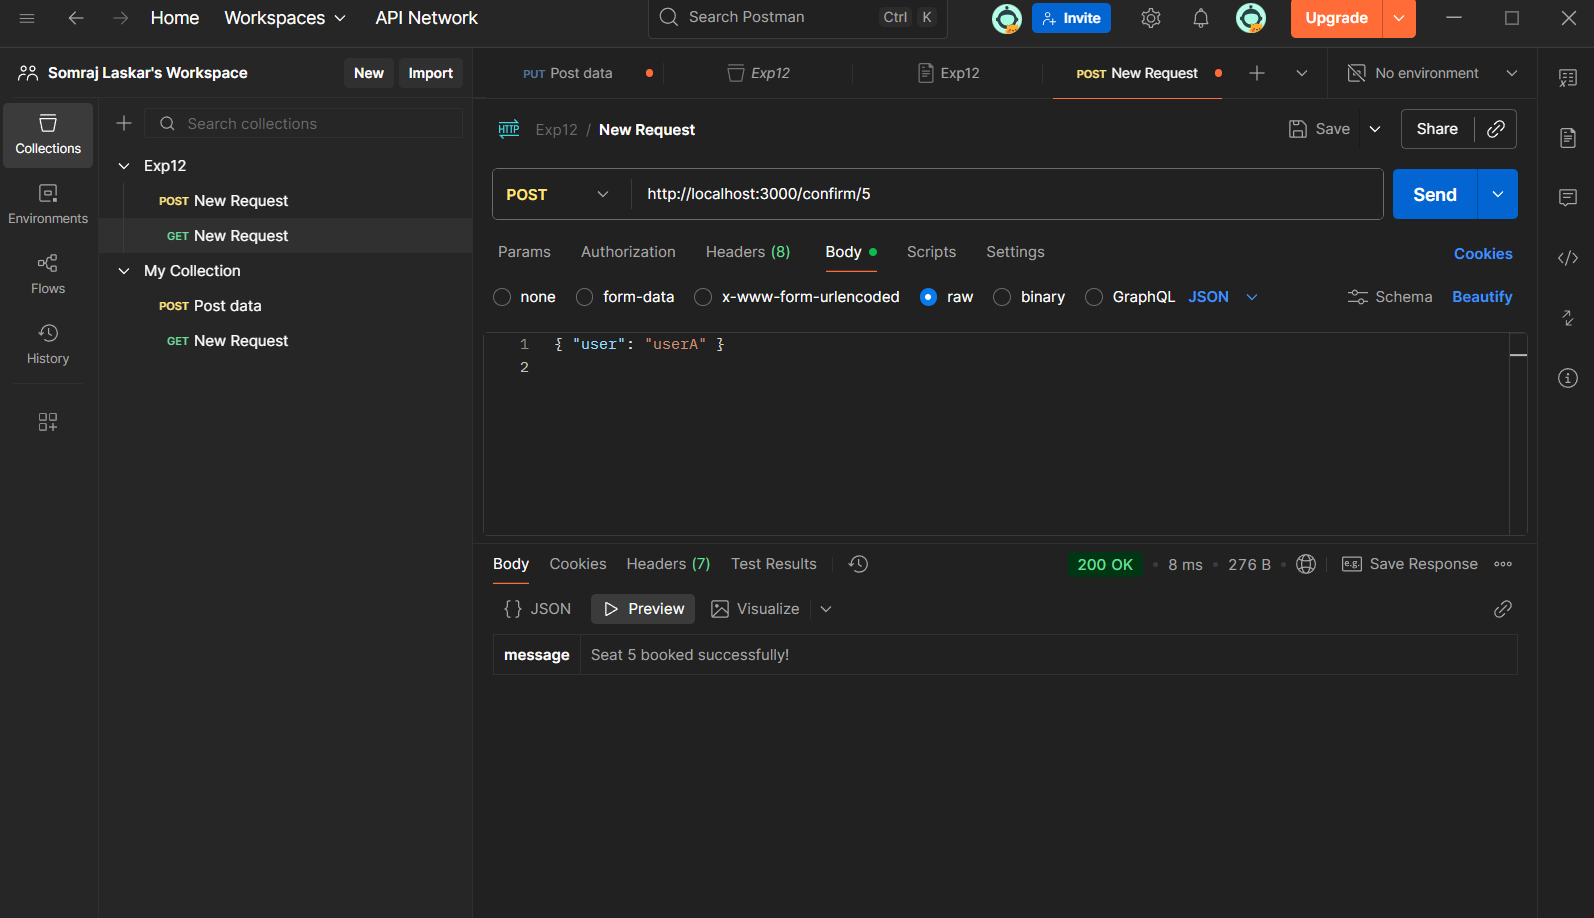 Home Workspaces API Network Search Postman Ctrl K Invite Upgrade
Somraj Laskar's Workspace New Import
PUT Post data Exp12 Exp12 POST New Request No environment
Collections
Environments
Flows
History
Search collections
Exp12
POST New Request
GET New Request
My Collection
POST Post data
GET New Request
HTTP Exp12 / New Request Save Share
POST http://localhost:3000/confirm/5 Send
Params Authorization Headers (8) Body Scripts Settings Cookies
none form-data x-www-form-urlencoded raw binary GraphQL JSON Schema Beautify
1 { "user": "userA" }
2
Body Cookies Headers (7) Test Results 200 OK 8 ms 276 B e.g. Save Response
{} JSON Preview Visualize
message Seat 5 booked successfully!